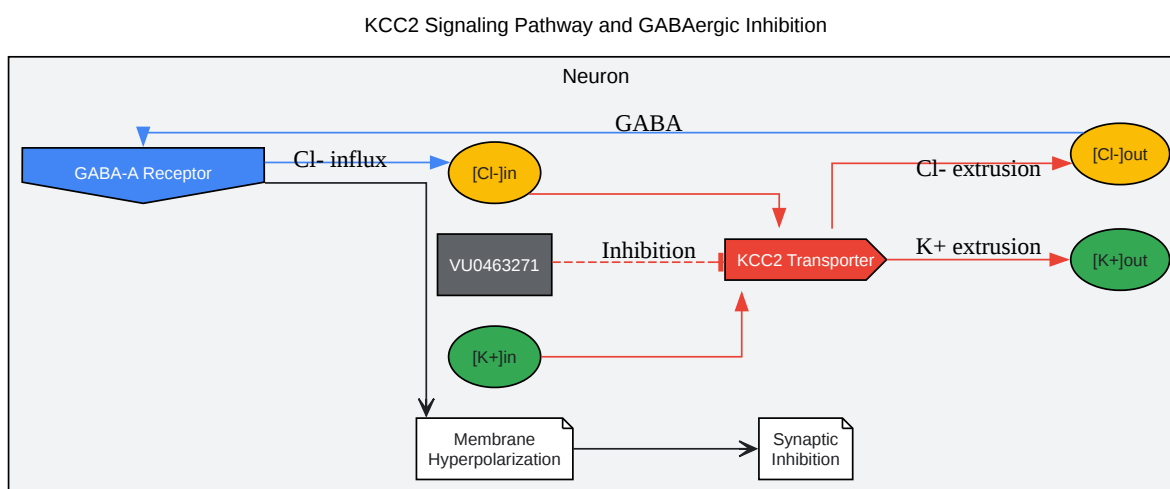 KCC2 Signaling Pathway and GABAergic Inhibition
Neuron
GABA
GABA-A Receptor
Cl- influx
[Cl-]in
Cl- extrusion
[Cl-]out
VU0463271
Inhibition
KCC2 Transporter
K+ extrusion
[K+]out
[K+]in
Membrane
Hyperpolarization
Synaptic
Inhibition